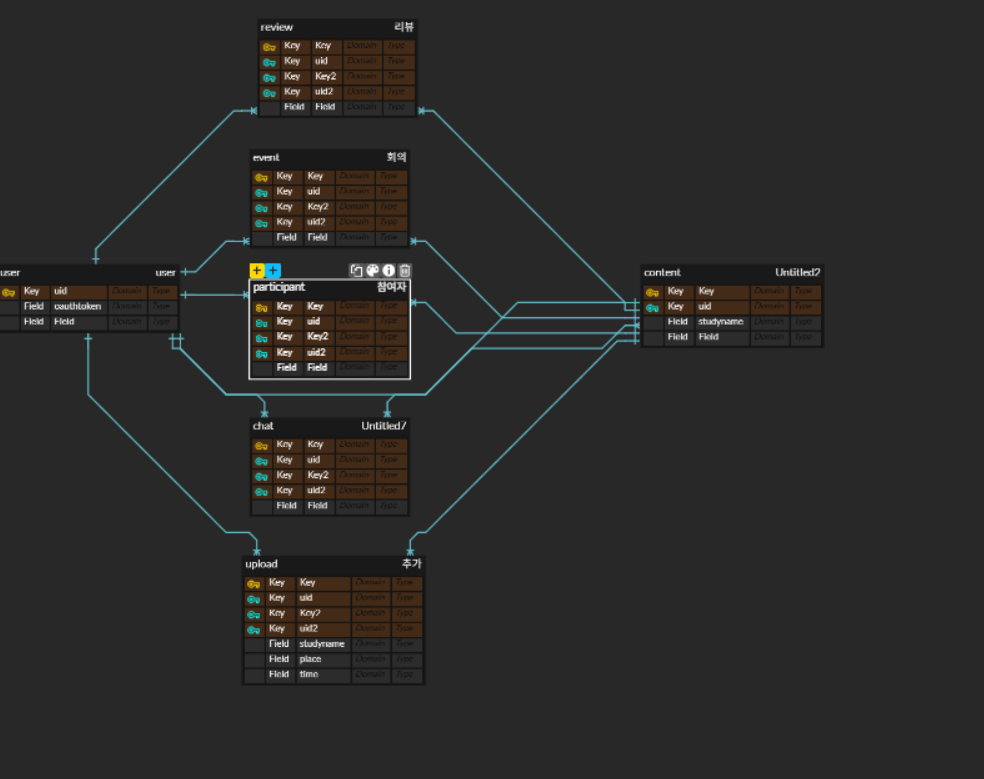 review 리뷰
Key Key Domain Type
Key uid Domain Type
Key Key2 Domain Type
Key uid2 Domain Type
Field Field Domain Type
event 회의
Key Key Domain Type
Key uid Domain Type
Key Key2 Domain Type
Key uid2 Domain Type
Field Field Domain Type
user user
Key uid Domain Type
Field oauthtoken Domain Type
Field Field Domain Type
participant 참여자
Key Key Domain Type
Key uid Domain Type
Key Key2 Domain Type
Key uid2 Domain Type
Field Field Domain Type
content Untitled2
Key Key Domain Type
Key uid Domain Type
Field studyname Domain Type
Field Field Domain Type
chat Untitled7
Key Key Domain Type
Key uid Domain Type
Key Key2 Domain Type
Key uid2 Domain Type
Field Field Domain Type
upload 추가
Key Key Domain Type
Key uid Domain Type
Key Key2 Domain Type
Key uid2 Domain Type
Field studyname Domain Type
Field place Domain Type
Field time Domain Type